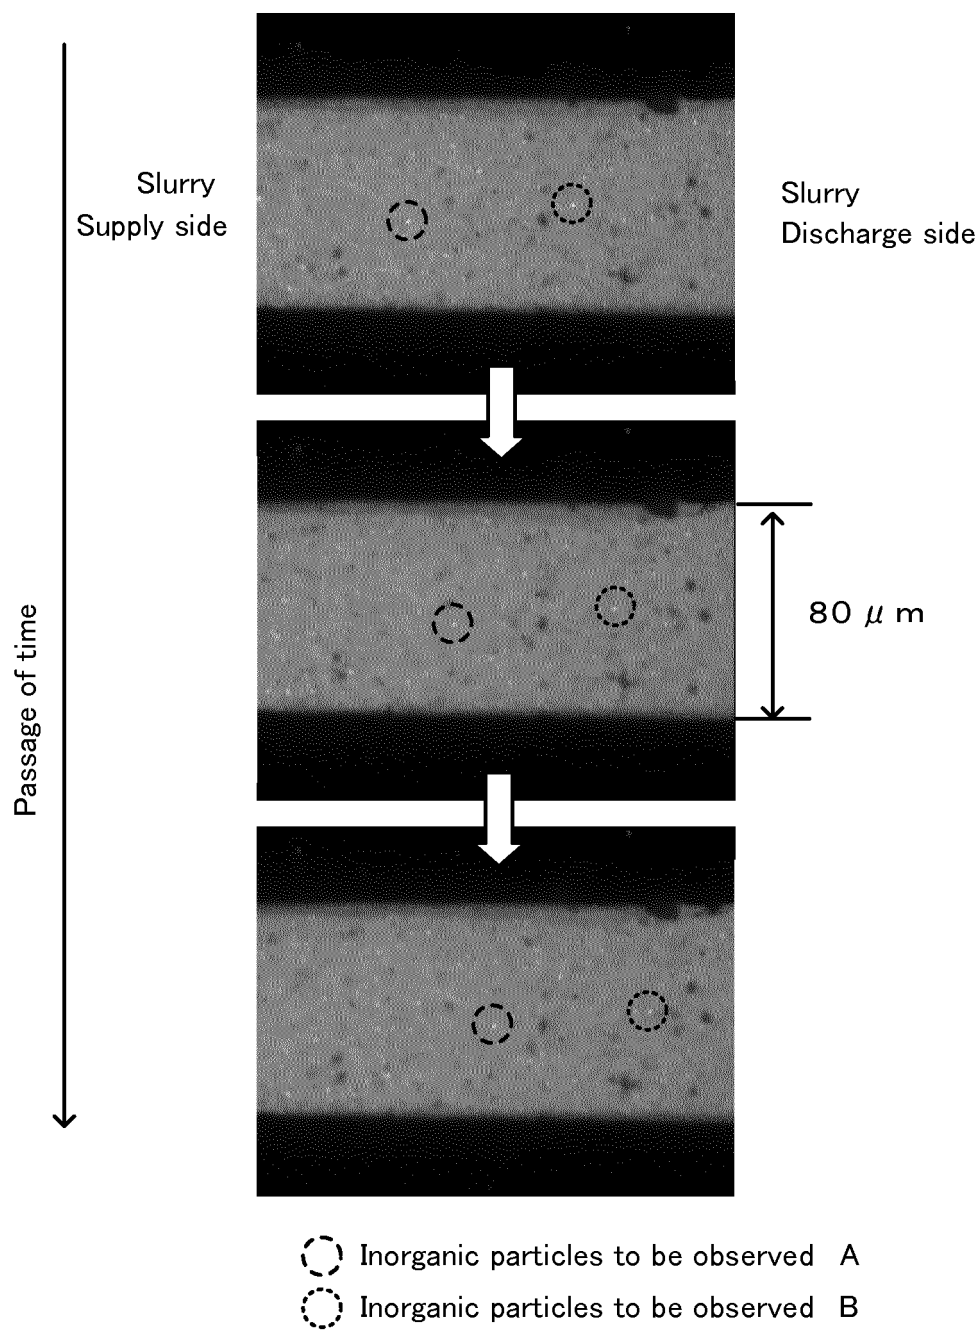 Slurry
Supply side
Slurry
Discharge side
80 μm
Passage of time
Inorganic particles to be observed A
Inorganic particles to be observed B